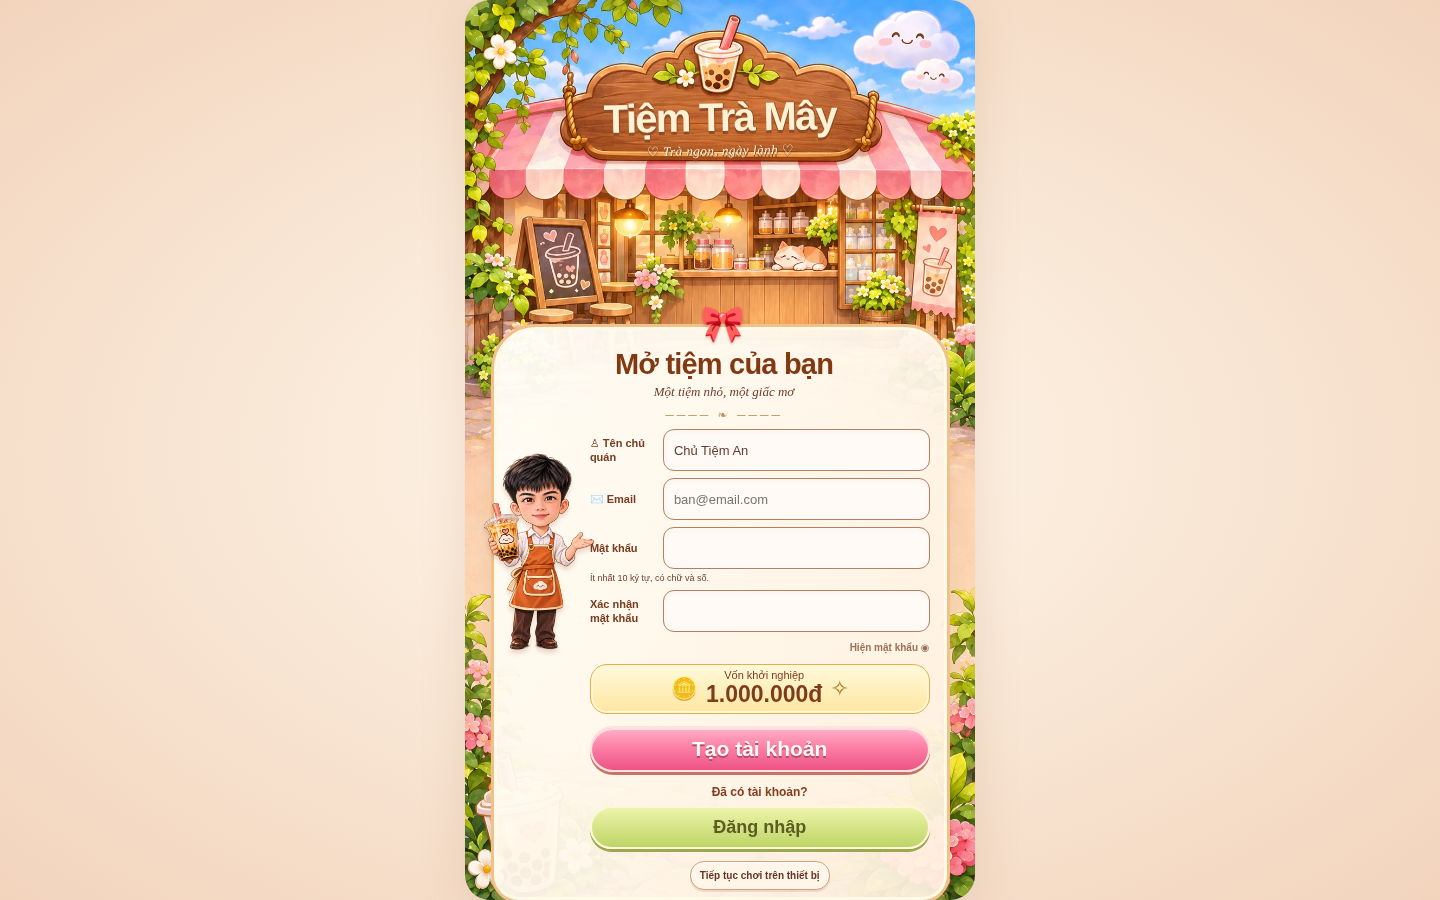 Tiệm Trà Mây
♡ Trà ngon, ngày lành ♡
Mở tiệm của bạn
Một tiệm nhỏ, một giấc mơ
Tên chủ quán
Chủ Tiệm An
Email
ban@email.com
Mật khẩu
Ít nhất 10 ký tự, có chữ và số.
Xác nhận mật khẩu
Hiện mật khẩu
Vốn khởi nghiệp
1.000.000đ
Tạo tài khoản
Đã có tài khoản?
Đăng nhập
Tiếp tục chơi trên thiết bị